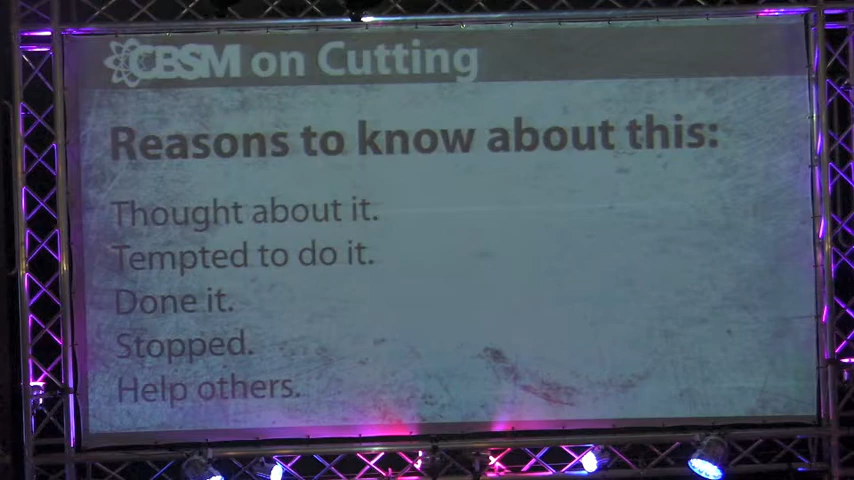 CBSM on Cutting
Reasons to know about this:
Thought about it.
Tempted to do it.
Done it.
Stopped.
Help others.